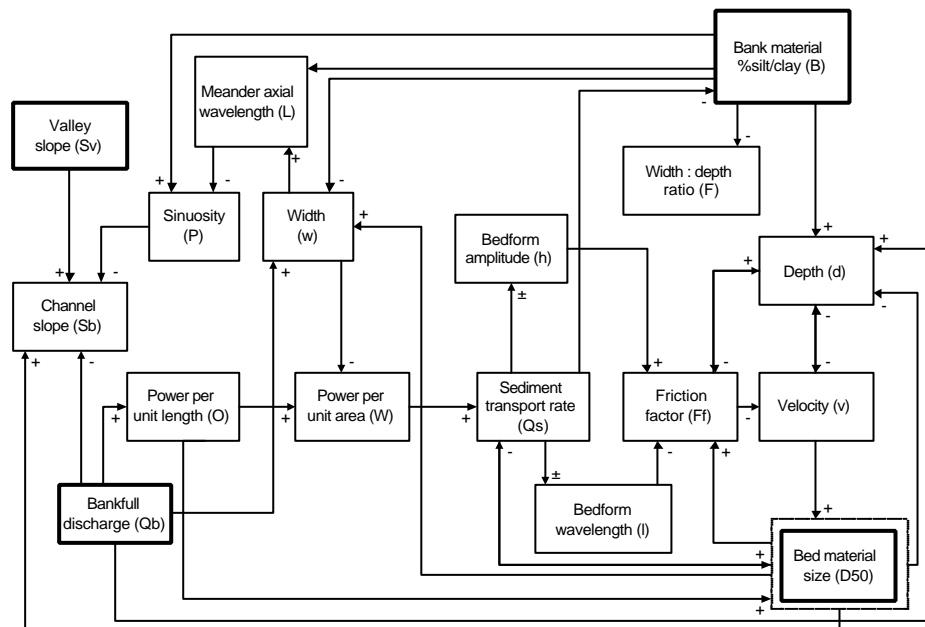 Bank material
%silt/clay (B)
Meander axial
wavelength (L)
Valley
slope (Sv)
Width : depth
ratio (F)
Sinuosity
(P)
Width
(w)
Bedform
amplitude (h)
Depth (d)
Channel
slope (Sb)
Power per
unit length (O)
Power per
unit area (W)
Sediment
transport rate
(Qs)
Friction
factor (Ff)
Velocity (v)
Bankfull
discharge (Qb)
Bedform
wavelength (l)
Bed material
size (D50)
-
-
+
+
-
-
+
+
+
+
-
+
+
-
-
±
+
-
-
+
-
-
+
+
+
+
-
-
+
-
±
-
+
+
+